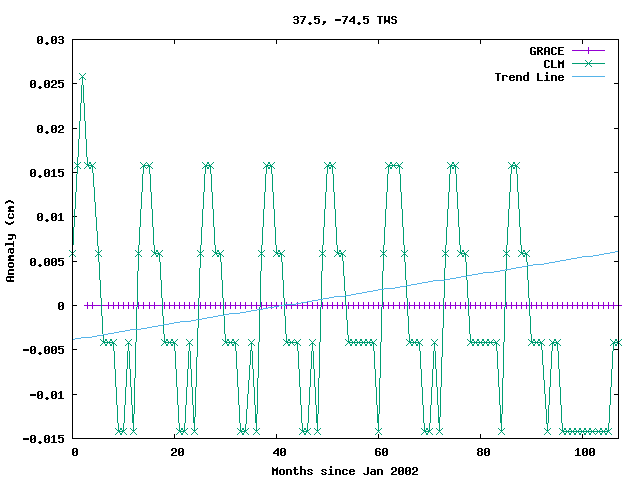 37.5, -74.5 TWS
GRACE
CLM
Trend Line
0.03
0.025
0.02
0.015
0.01
0.005
0
-0.005
-0.01
-0.015
Anomaly (cm)
0 20 40 60 80 100
Months since Jan 2002